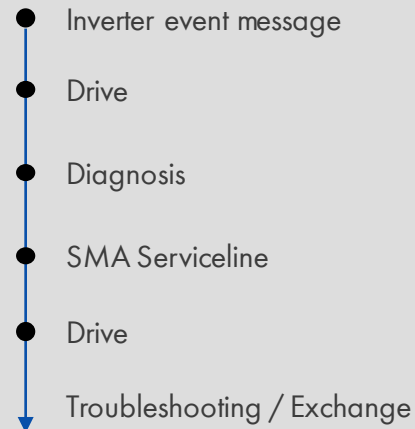 Inverter event message
Drive
Diagnosis
SMA Serviceline
Drive
Troubleshooting / Exchange